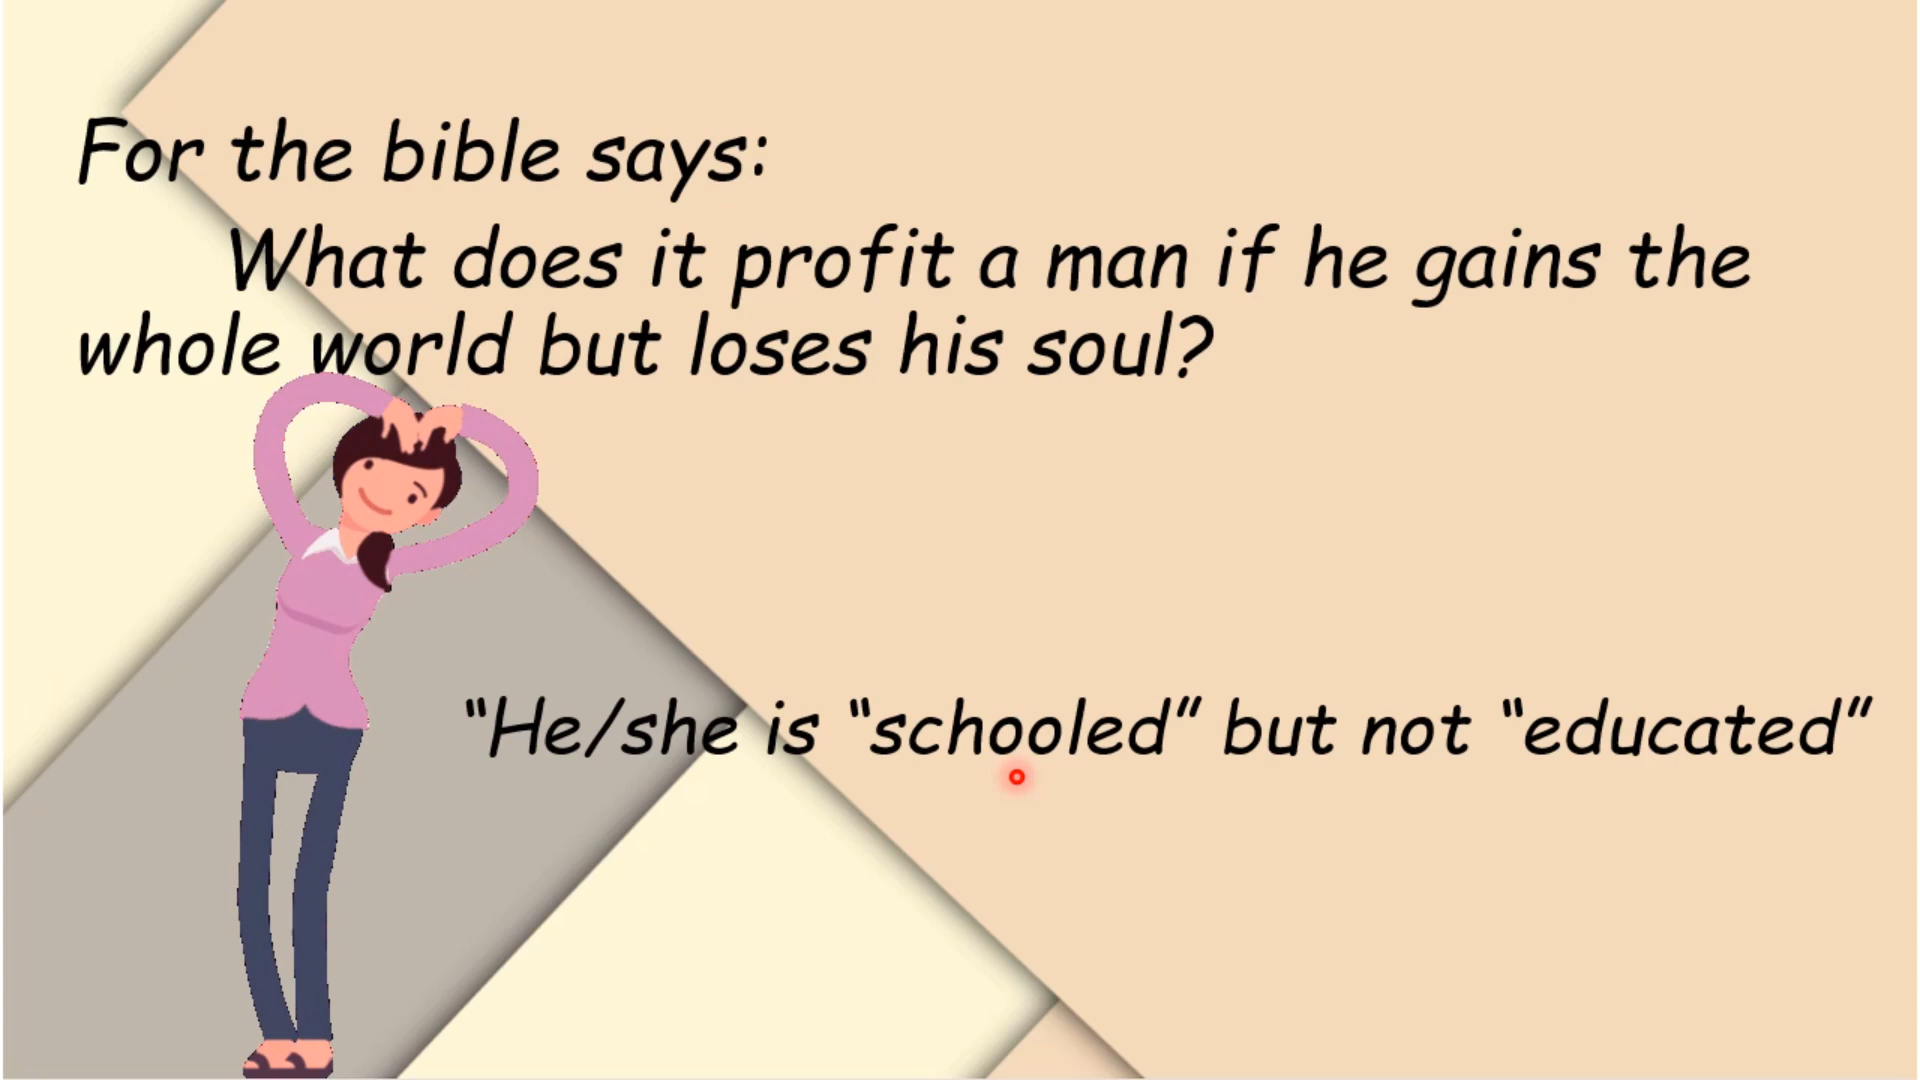 For the bible says:
What does it profit a man if he gains the
whole world but loses his soul?
“He/she is “schooled” but not “educated”